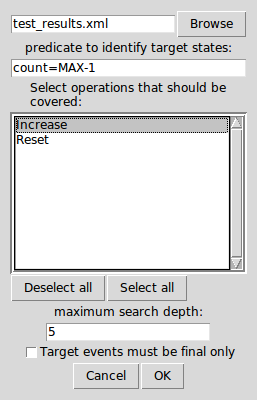 test_results.xml Browse
predicate to identify target states:
count=MAX-1
Select operations that should be
covered:
Increase
Reset
Deselect all Select all
maximum search depth:
5
Target events must be final only
Cancel OK